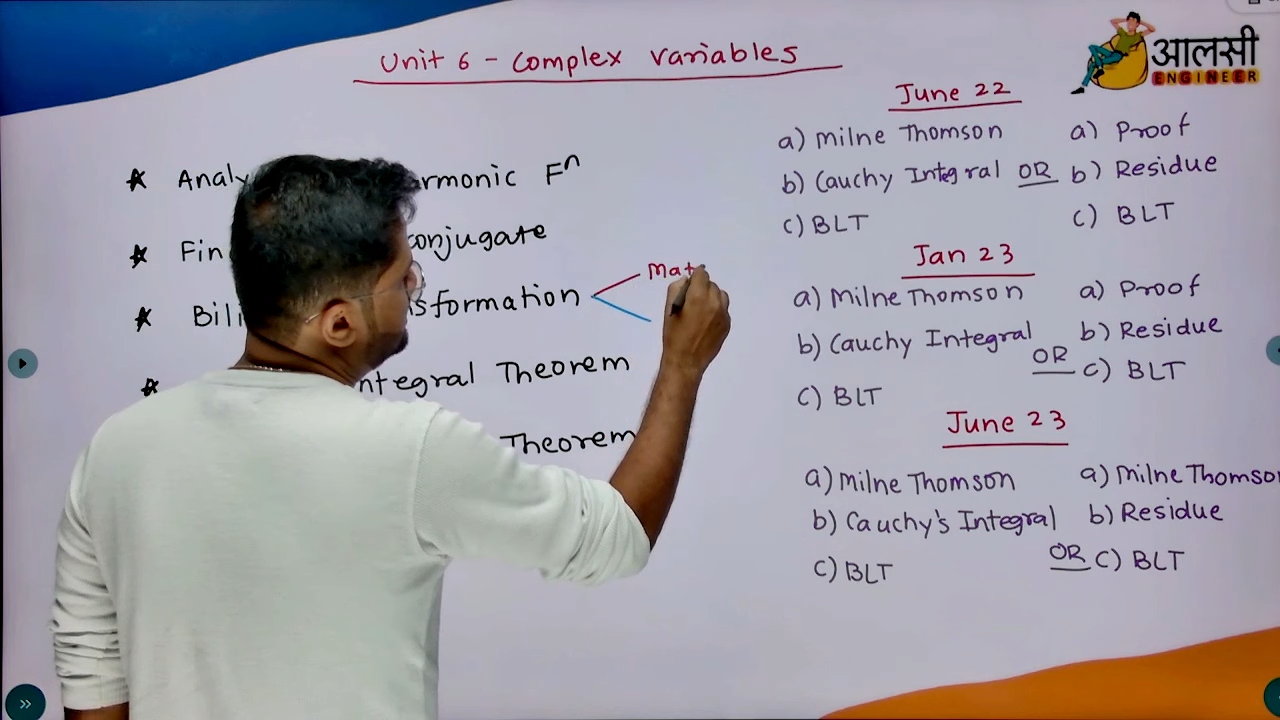 Unit 6 - Complex Variables
आलसी
ENGINEER
★ Analy
rmonic Fⁿ
★ Fin
conjugate
★ Bili
sformation
Mat
★
ntegral Theorem
Theorem
June 22
a) Milne Thomson
b) Cauchy Integral
c) BLT
OR
a) Proof
b) Residue
c) BLT
Jan 23
a) Milne Thomson
b) Cauchy Integral
c) BLT
OR
a) Proof
b) Residue
c) BLT
June 23
a) Milne Thomson
b) Cauchy's Integral
c) BLT
OR
a) Milne Thomso
b) Residue
c) BLT